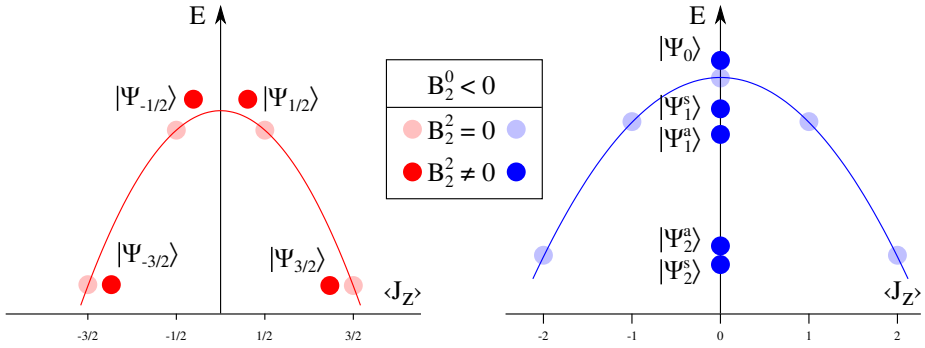 E
|Ψ-1/2⟩
|Ψ1/2⟩
|Ψ-3/2⟩
|Ψ3/2⟩
‹JZ›
-3/2
-1/2
1/2
3/2
B₂⁰ < 0
B₂² = 0
B₂² ≠ 0
E
|Ψ₀⟩
|Ψ₁ˢ⟩
|Ψ₁ᵃ⟩
|Ψ₂ᵃ⟩
|Ψ₂ˢ⟩
‹JZ›
-2
-1
0
1
2